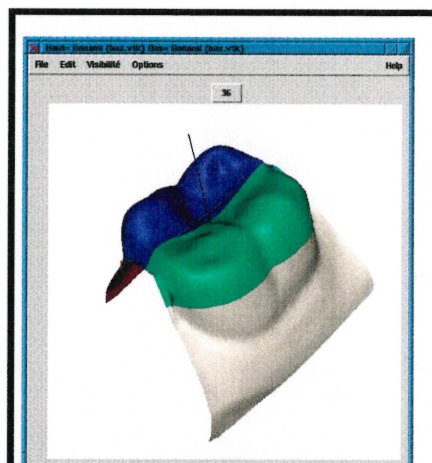 Haut= Bonami (bas.vtk) Bas= Bonami (bas.vtk)
File Edit Visibilité Options Help
36